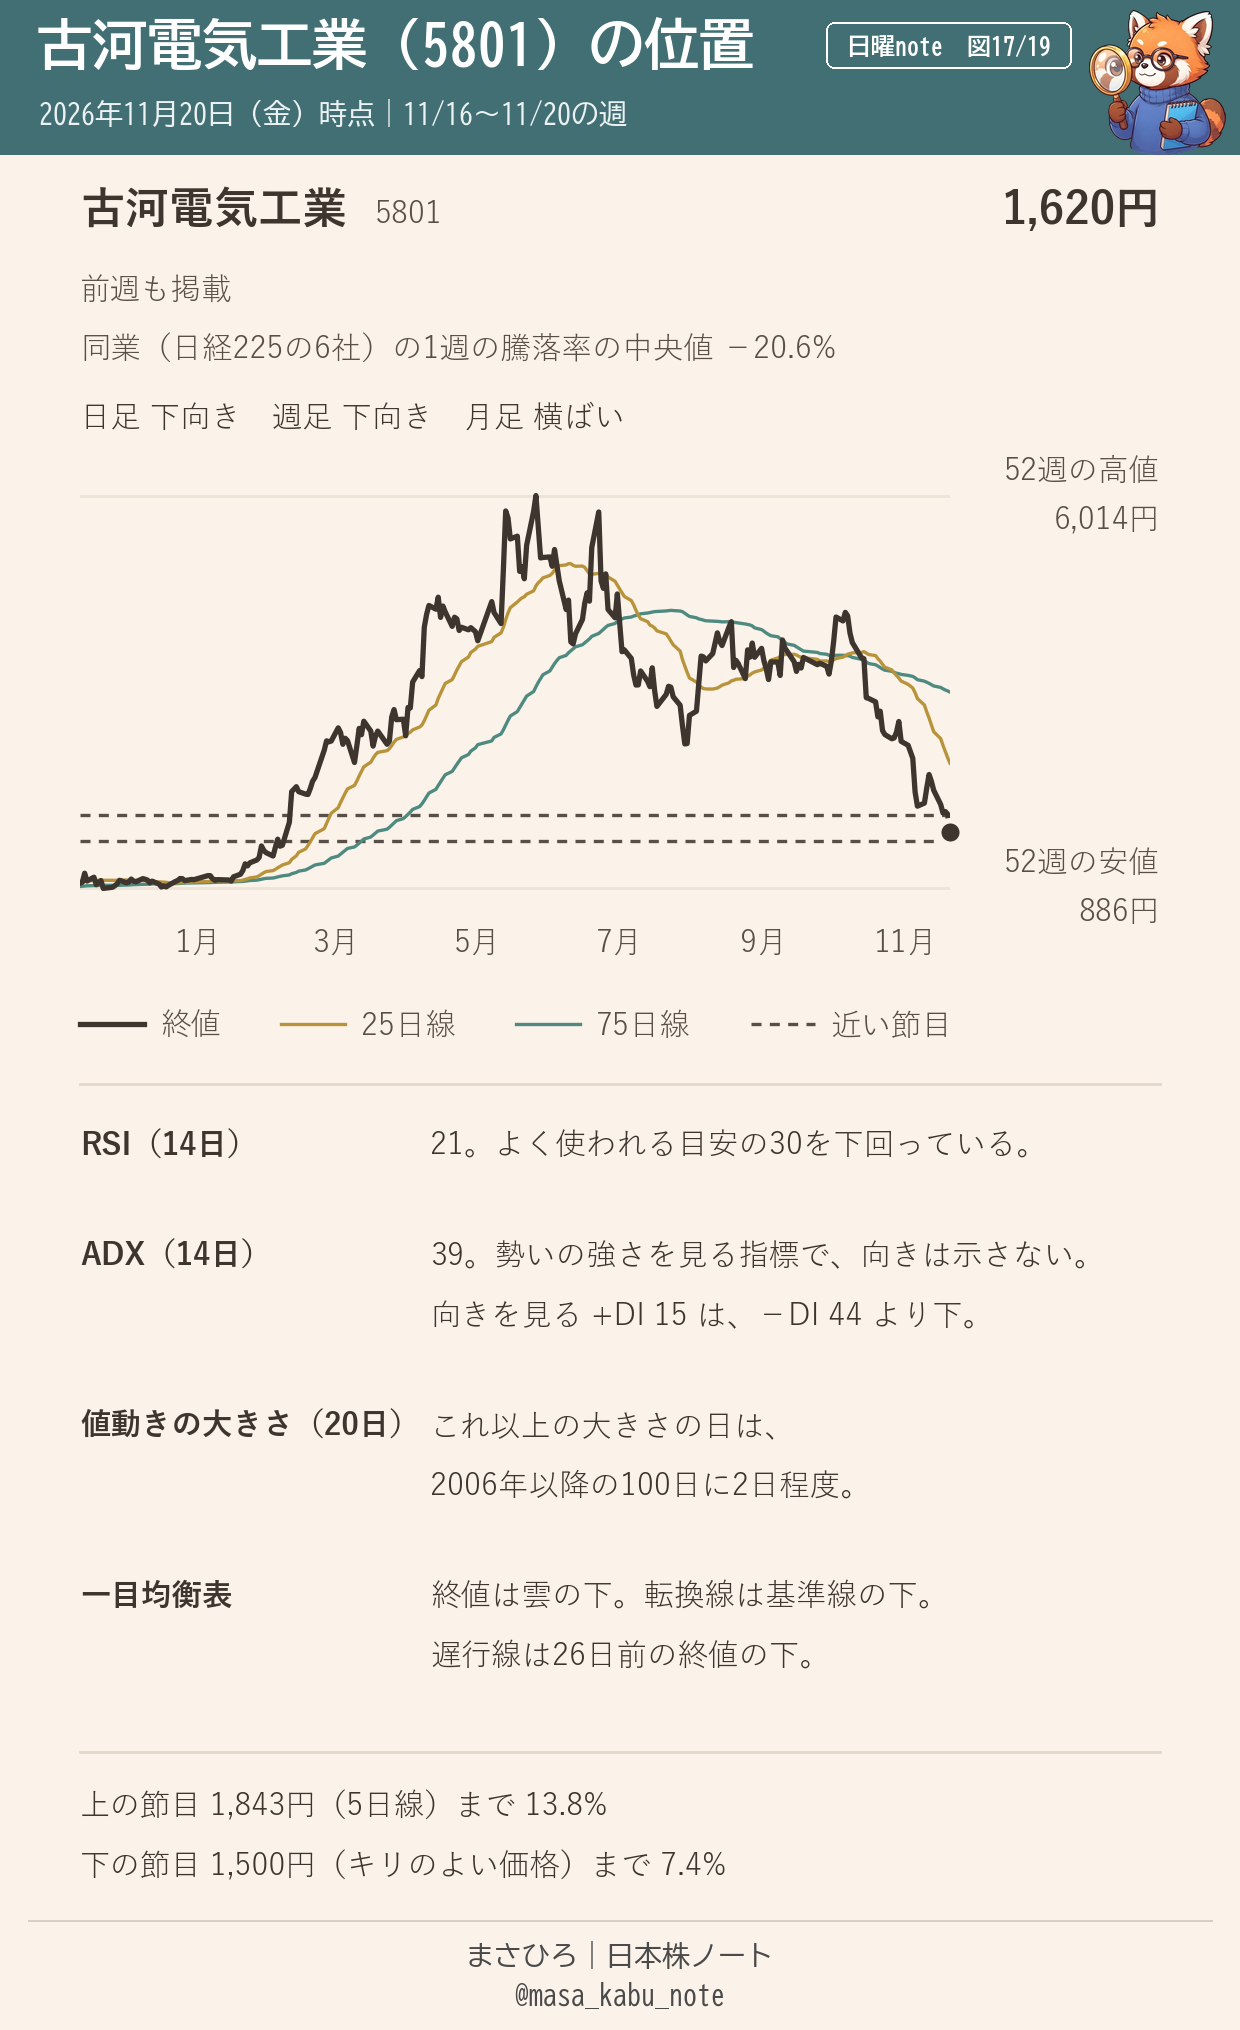 古河電気工業（5801）の位置
日曜note　図17/19
2026年11月20日（金）時点｜11/16～11/20の週
古河電気工業 5801
1,620円
前週も掲載
同業（日経225の6社）の1週の騰落率の中央値 －20.6%
日足 下向き　週足 下向き　月足 横ばい
52週の高値
6,014円
52週の安値
886円
1月 3月 5月 7月 9月 11月
終値 25日線 75日線 近い節目
RSI（14日）
21。よく使われる目安の30を下回っている。
ADX（14日）
39。勢いの強さを見る指標で、向きは示さない。
向きを見る +DI 15 は、－DI 44 より下。
値動きの大きさ（20日）
これ以上の大きさの日は、
2006年以降の100日に2日程度。
一目均衡表
終値は雲の下。転換線は基準線の下。
遅行線は26日前の終値の下。
上の節目 1,843円（5日線）まで 13.8%
下の節目 1,500円（キリのよい価格）まで 7.4%
まさひろ｜日本株ノート
@masa_kabu_note